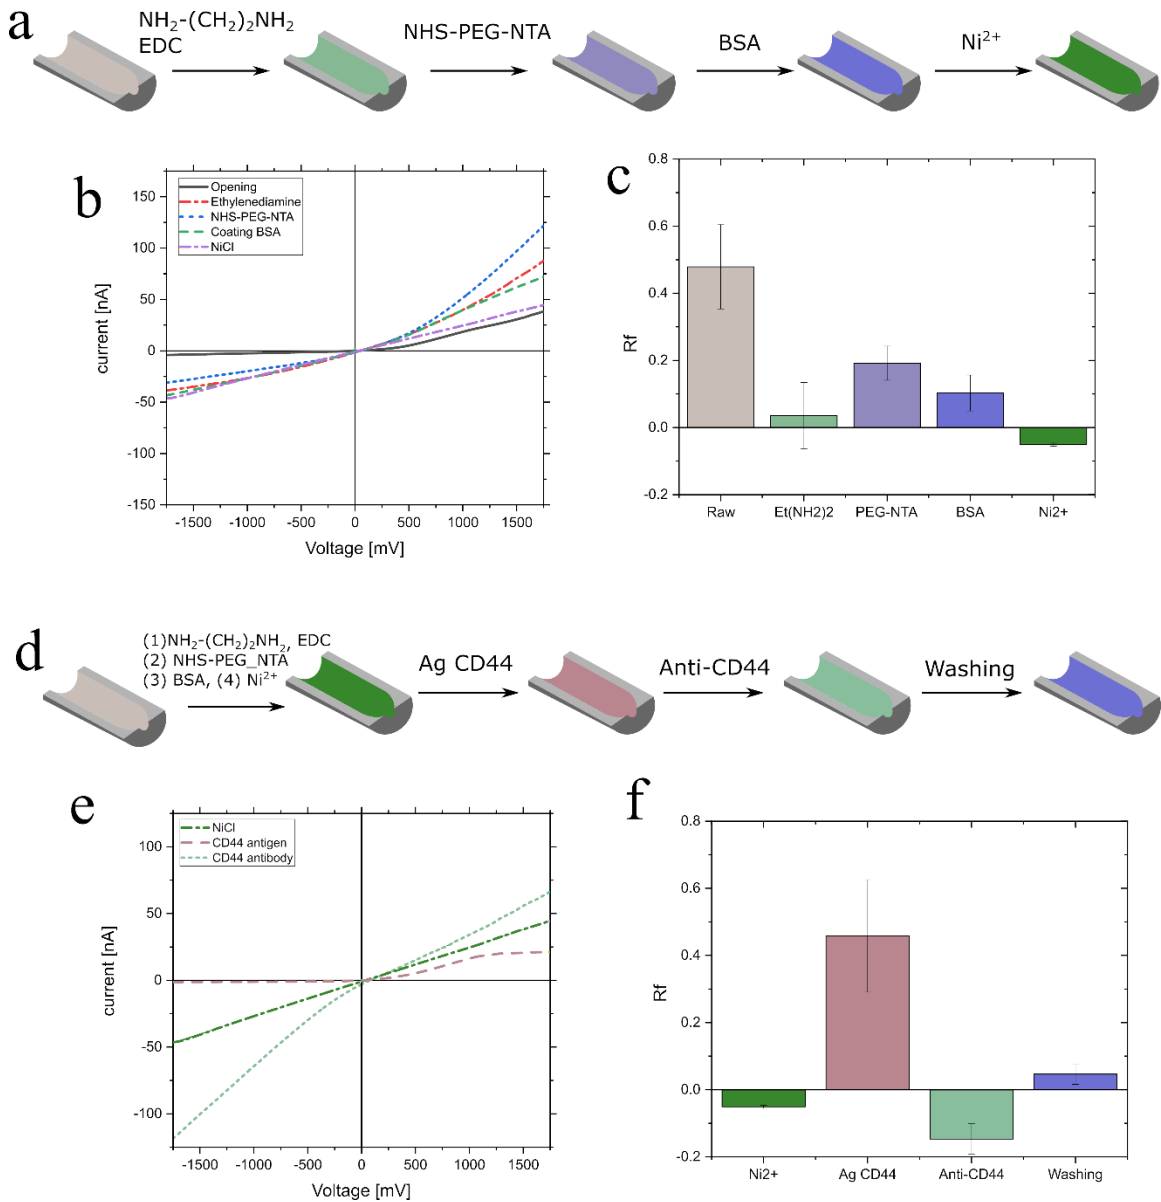 a
NH₂-(CH₂)₂NH₂
EDC
NHS-PEG-NTA
BSA
Ni²⁺
b
Opening
Ethylenediamine
NHS-PEG-NTA
Coating BSA
NiCl
150
100
50
0
-50
-100
-150
current [nA]
-1500 -1000 -500 0 500 1000 1500
Voltage [mV]
c
0.8
0.6
0.4
0.2
0.0
-0.2
Rf
Raw Et(NH2)2 PEG-NTA BSA Ni2+
d
(1)NH₂-(CH₂)₂NH₂, EDC
(2) NHS-PEG_NTA
(3) BSA, (4) Ni²⁺
Ag CD44
Anti-CD44
Washing
e
NiCl
CD44 antigen
CD44 antibody
100
50
0
-50
-100
current [nA]
-1500 -1000 -500 0 500 1000 1500
Voltage [mV]
f
0.8
0.6
0.4
0.2
0.0
-0.2
Rf
Ni2+ Ag CD44 Anti-CD44 Washing